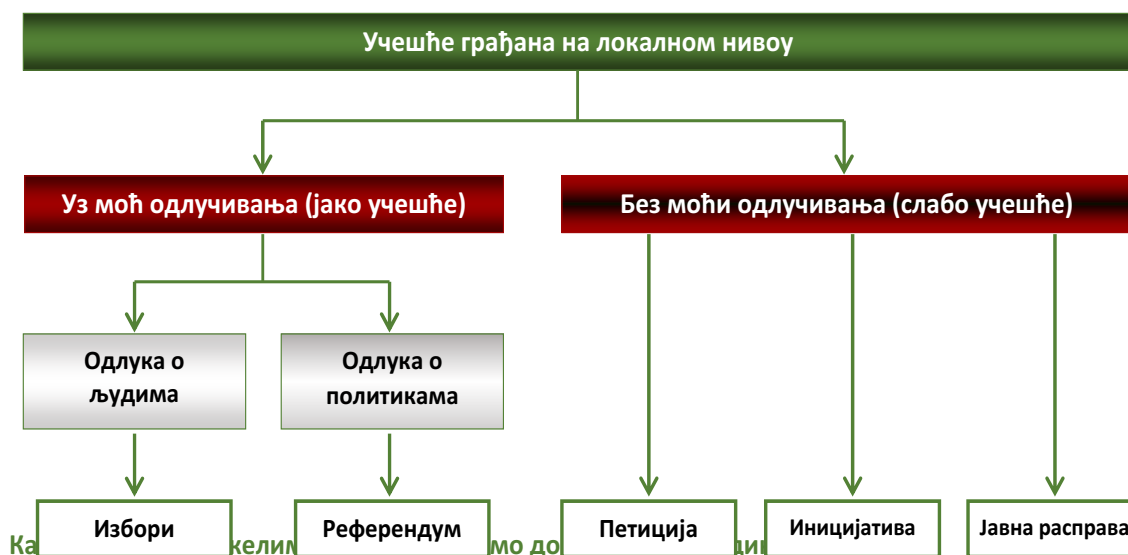 Учешће грађана на локалном нивоу
Уз моћ одлучивања (јако учешће)
Без моћи одлучивања (слабо учешће)
Одлука о
људима
Одлука о
политикама
Избори
Референдум
Петиција
Иницијатива
Јавна расправа